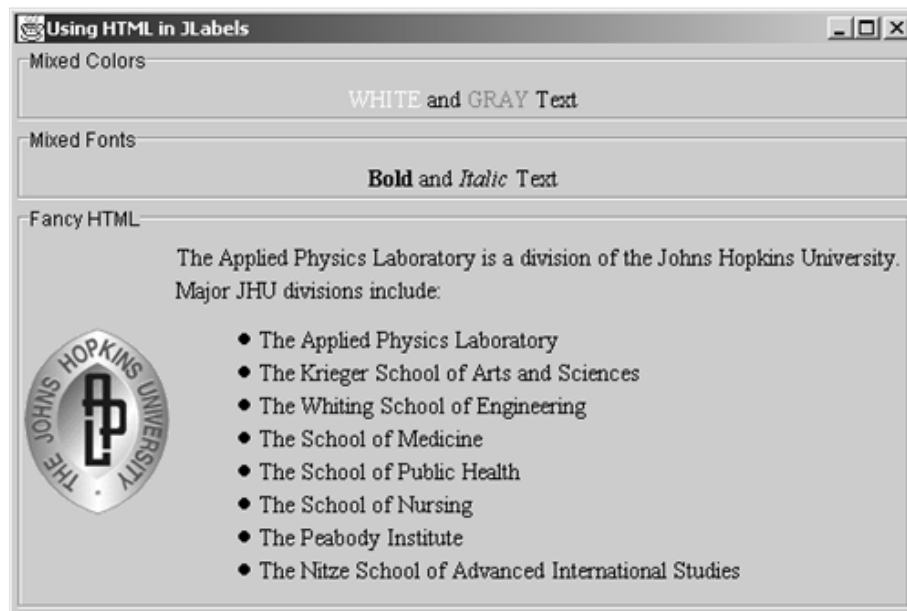 Using HTML in JLabels
Mixed Colors
WHITE and GRAY Text
Mixed Fonts
Bold and Italic Text
Fancy HTML
The Applied Physics Laboratory is a division of the Johns Hopkins University.
Major JHU divisions include:
THE JOHNS HOPKINS UNIVERSITY
APL
• The Applied Physics Laboratory
• The Krieger School of Arts and Sciences
• The Whiting School of Engineering
• The School of Medicine
• The School of Public Health
• The School of Nursing
• The Peabody Institute
• The Nitze School of Advanced International Studies